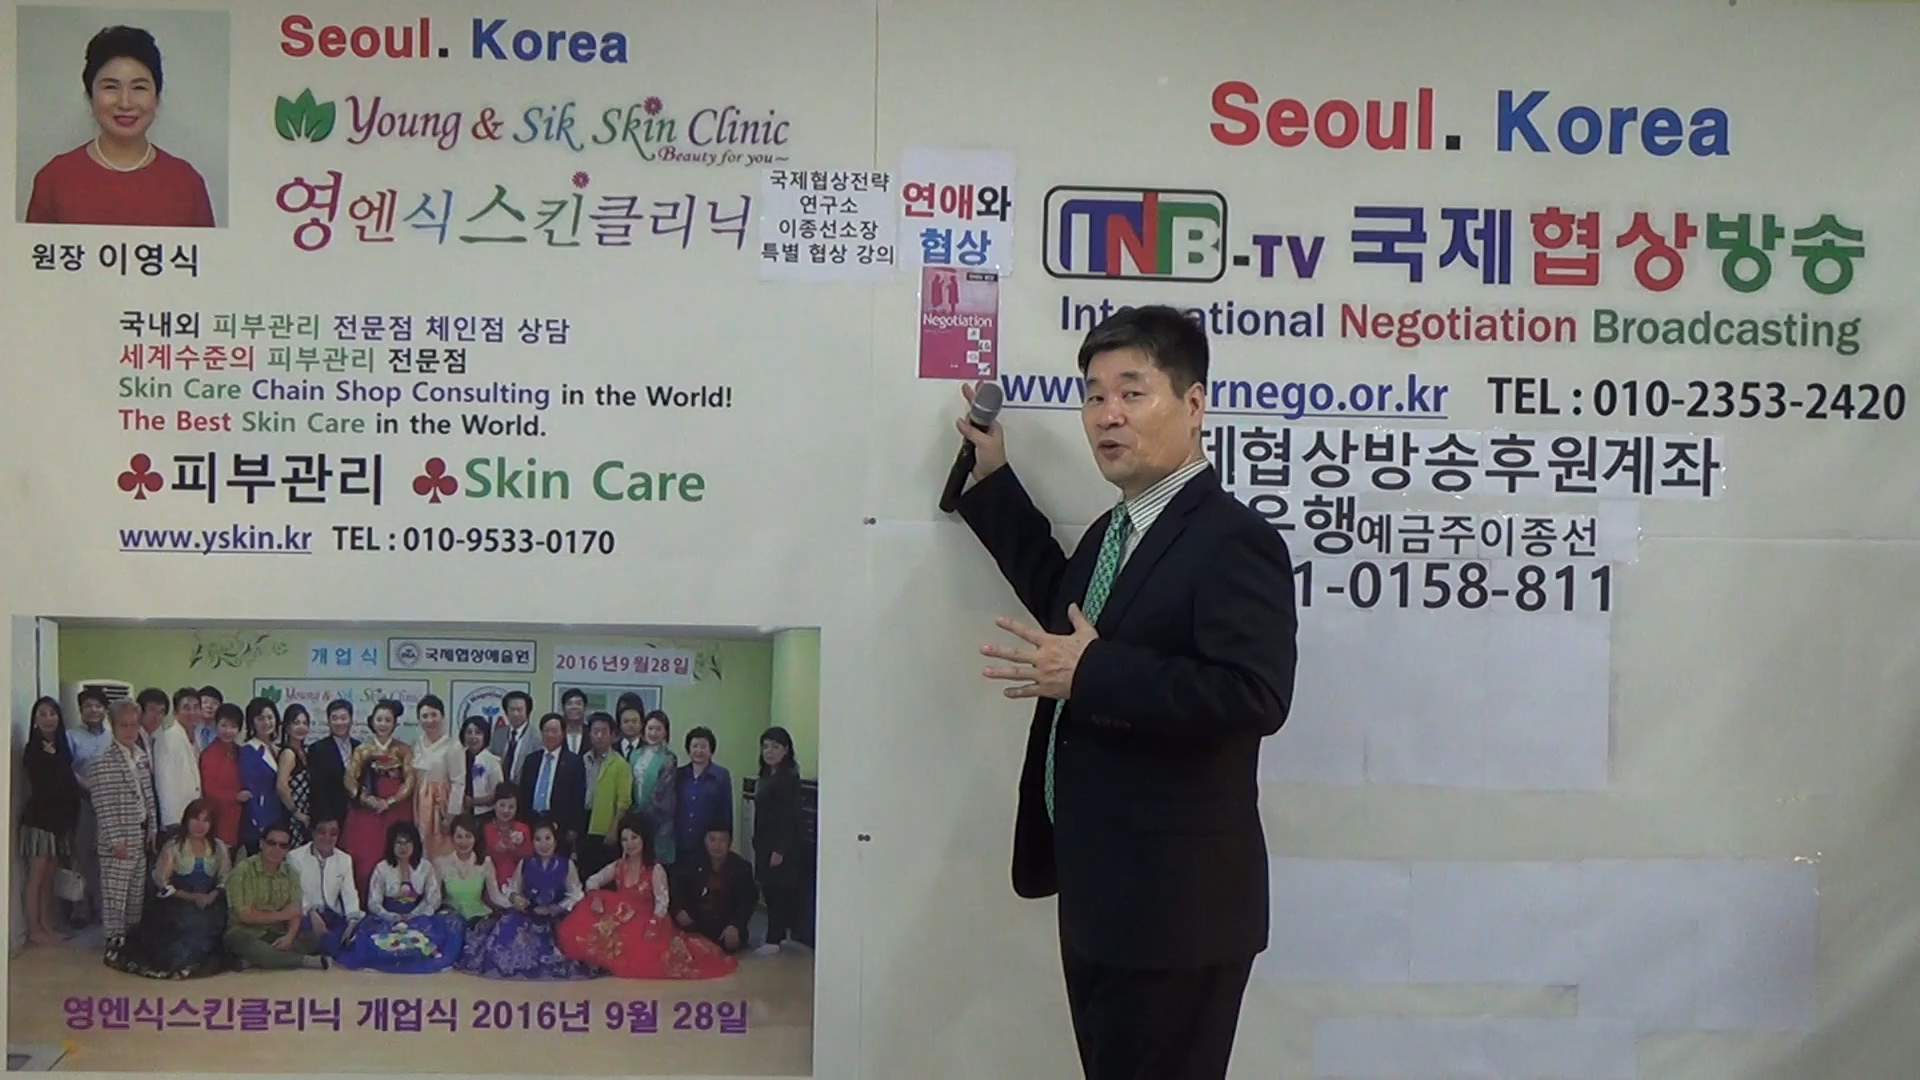 Seoul. Korea
Young & Sik Skin Clinic
Beauty for you~
영엔식스킨클리닉
원장 이영식
국내외 피부관리 전문점 체인점 상담
세계수준의 피부관리 전문점
Skin Care Chain Shop Consulting in the World!
The Best Skin Care in the World.
♣피부관리 ♣Skin Care
www.yskin.kr TEL : 010-9533-0170
개업식 국제협상예술원 2016년9월28일
Young & Sik Skin Clinic
영엔식스킨클리닉 개업식 2016년 9월 28일
국제협상전략
연구소
이종선소장
특별 협상 강의
연애와
협상
Negotiation
Seoul. Korea
INB-TV 국제협상방송
International Negotiation Broadcasting
www. rnego.or.kr TEL : 010-2353-2420
제협상방송후원계좌
은행예금주이종선
1-0158-811